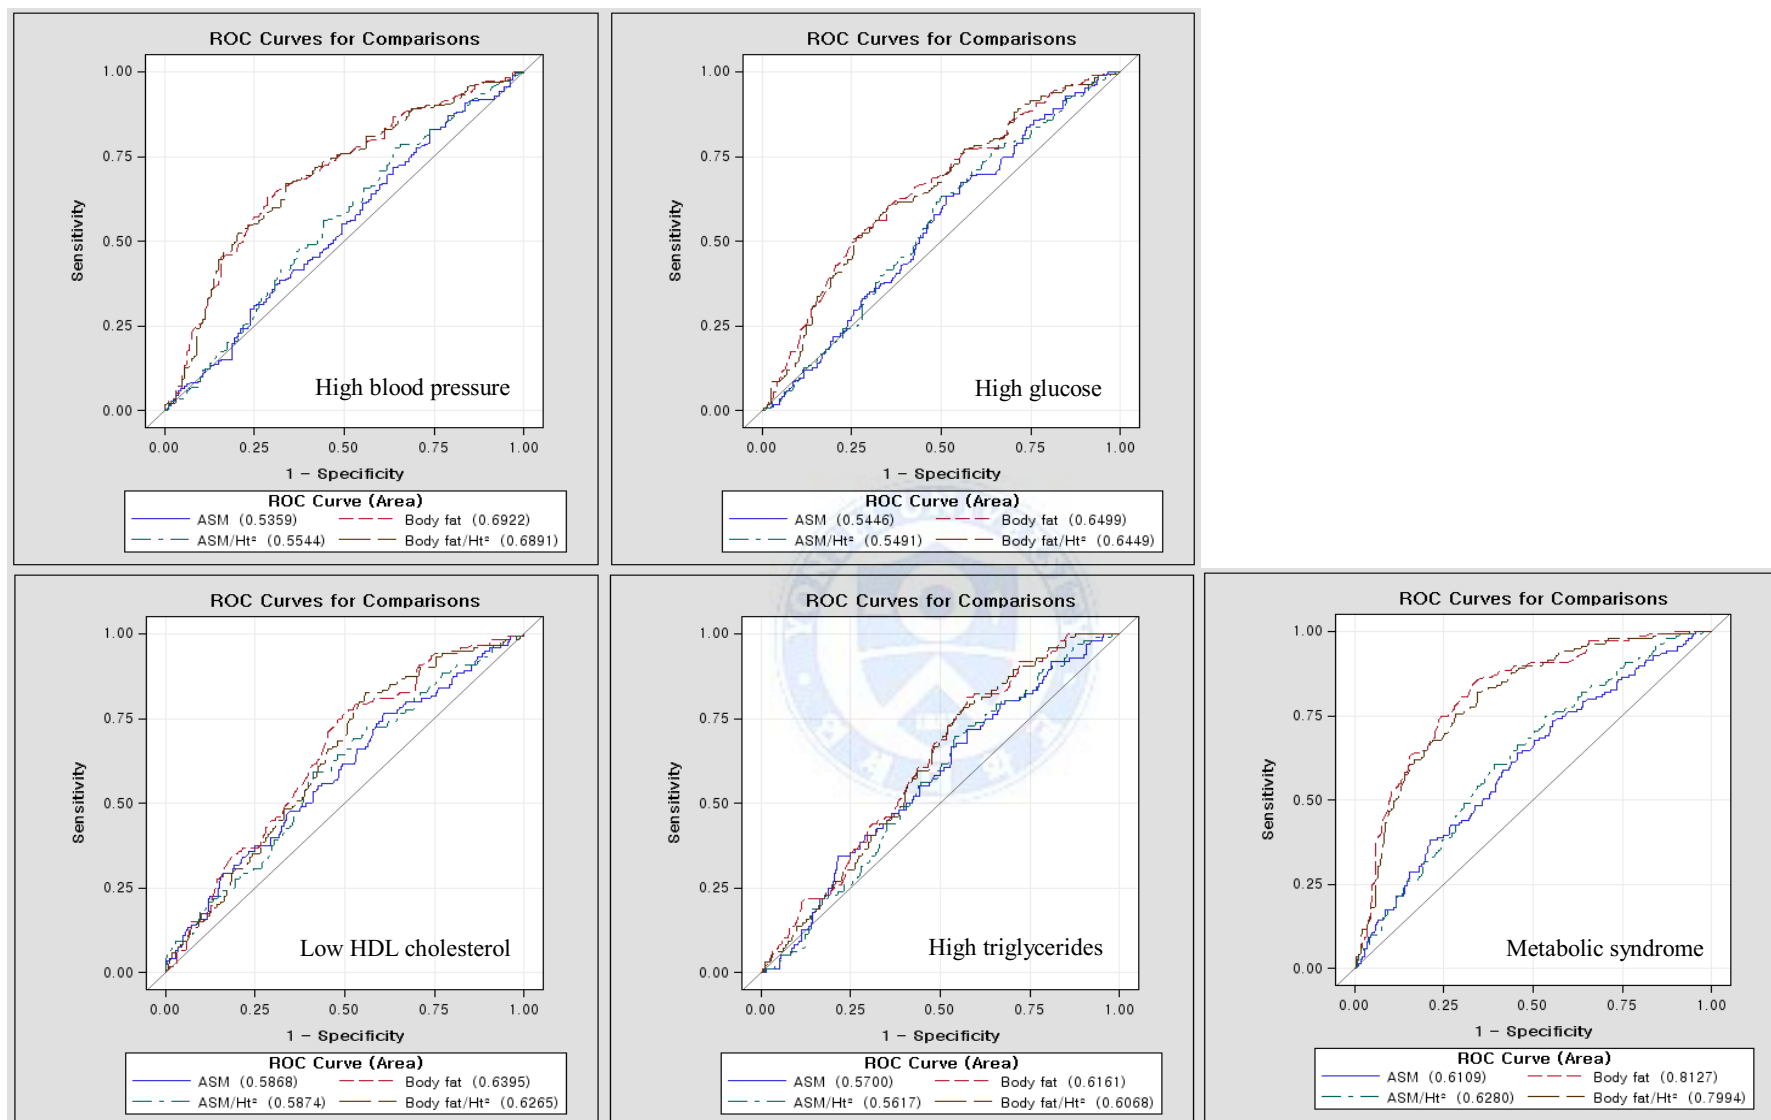 ROC Curves for Comparisons
1.00
0.75
0.50
0.25
0.00
Sensitivity
High blood pressure
0.00 0.25 0.50 0.75 1.00
1 – Specificity
ROC Curve (Area)
ASM (0.5359) Body fat (0.6922)
ASM/Ht² (0.5544) Body fat/Ht² (0.6891)
ROC Curves for Comparisons
1.00
0.75
0.50
0.25
0.00
Sensitivity
High glucose
0.00 0.25 0.50 0.75 1.00
1 – Specificity
ROC Curve (Area)
ASM (0.5446) Body fat (0.6499)
ASM/Ht² (0.5491) Body fat/Ht² (0.6449)
ROC Curves for Comparisons
1.00
0.75
0.50
0.25
0.00
Sensitivity
Low HDL cholesterol
0.00 0.25 0.50 0.75 1.00
1 – Specificity
ROC Curve (Area)
ASM (0.5868) Body fat (0.6395)
ASM/Ht² (0.5874) Body fat/Ht² (0.6265)
ROC Curves for Comparisons
1.00
0.75
0.50
0.25
0.00
Sensitivity
High triglycerides
0.00 0.25 0.50 0.75 1.00
1 – Specificity
ROC Curve (Area)
ASM (0.5700) Body fat (0.6161)
ASM/Ht² (0.5617) Body fat/Ht² (0.6068)
ROC Curves for Comparisons
1.00
0.75
0.50
0.25
0.00
Sensitivity
Metabolic syndrome
0.00 0.25 0.50 0.75 1.00
1 – Specificity
ROC Curve (Area)
ASM (0.6109) Body fat (0.8127)
ASM/Ht² (0.6280) Body fat/Ht² (0.7994)